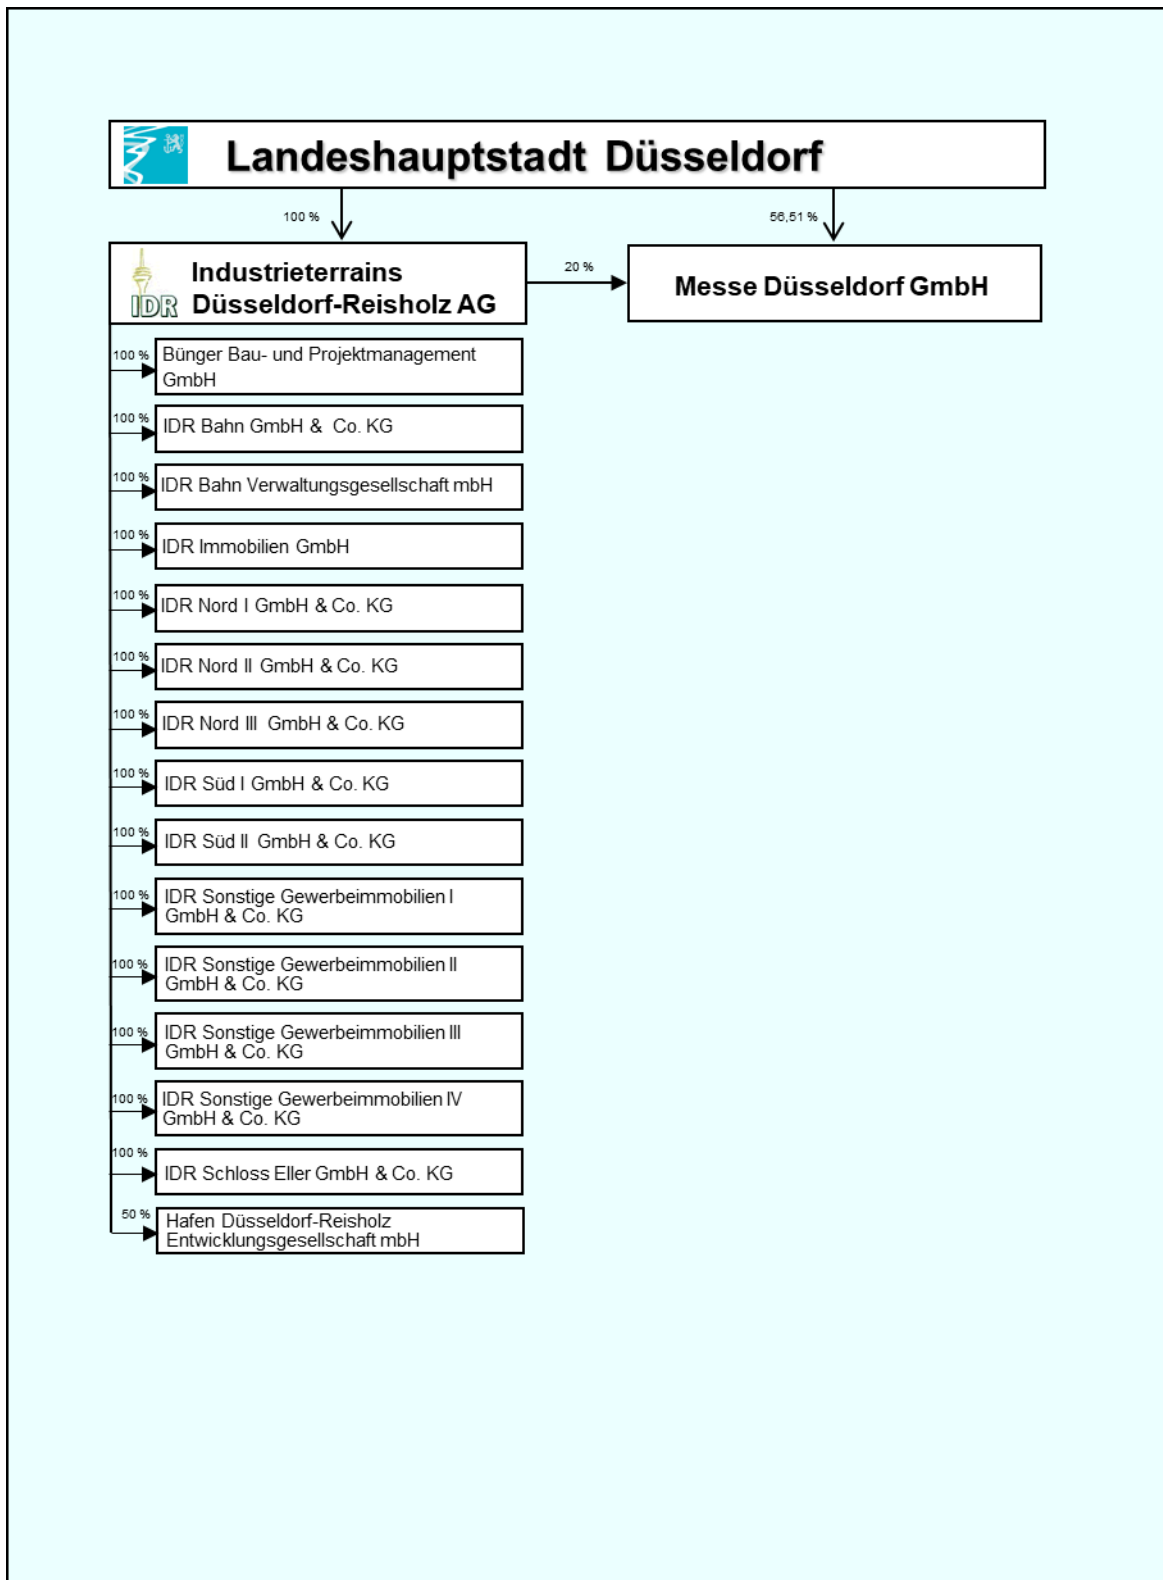 Landeshauptstadt Düsseldorf
100 %
56,51 %
IDR
Industrieterrains
Düsseldorf-Reisholz AG
20 %
Messe Düsseldorf GmbH
100 %
Bünger Bau- und Projektmanagement
GmbH
100 %
IDR Bahn GmbH & Co. KG
100 %
IDR Bahn Verwaltungsgesellschaft mbH
100 %
IDR Immobilien GmbH
100 %
IDR Nord I GmbH & Co. KG
100 %
IDR Nord II GmbH & Co. KG
100 %
IDR Nord III GmbH & Co. KG
100 %
IDR Süd I GmbH & Co. KG
100 %
IDR Süd II GmbH & Co. KG
100 %
IDR Sonstige Gewerbeimmobilien I
GmbH & Co. KG
100 %
IDR Sonstige Gewerbeimmobilien II
GmbH & Co. KG
100 %
IDR Sonstige Gewerbeimmobilien III
GmbH & Co. KG
100 %
IDR Sonstige Gewerbeimmobilien IV
GmbH & Co. KG
100 %
IDR Schloss Eller GmbH & Co. KG
50 %
Hafen Düsseldorf-Reisholz
Entwicklungsgesellschaft mbH